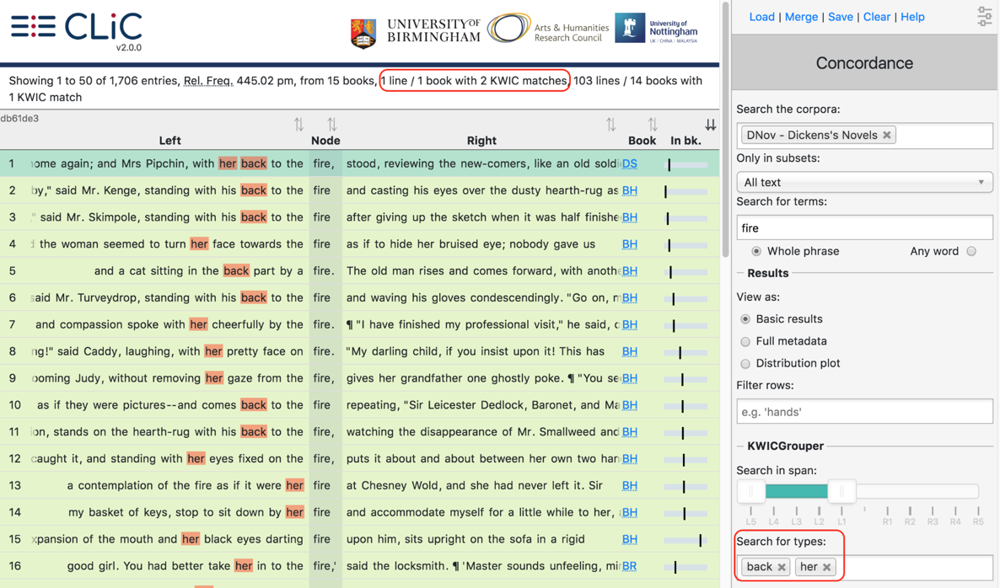 CLiC
v2.0.0
UNIVERSITY OF
BIRMINGHAM
Arts & Humanities
Research Council
University of
Nottingham
UK | CHINA | MALAYSIA
Showing 1 to 50 of 1,706 entries, Rel. Freq. 445.02 pm, from 15 books, 1 line / 1 book with 2 KWIC matches, 103 lines / 14 books with
1 KWIC match
db61de3
Left Node Right Book In bk.
1 ome again; and Mrs Pipchin, with her back to the fire, stood, reviewing the new-comers, like an old soldi DS
2 by," said Mr. Kenge, standing with his back to the fire and casting his eyes over the dusty hearth-rug as BH
3 " said Mr. Skimpole, standing with his back to the fire after giving up the sketch when it was half finishe BH
4 the woman seemed to turn her face towards the fire as if to hide her bruised eye; nobody gave us BH
5 and a cat sitting in the back part by a fire. The old man rises and comes forward, with anothe BH
6 said Mr. Turveydrop, standing with his back to the fire and waving his gloves condescendingly. "Go on, m BH
7 and compassion spoke with her cheerfully by the fire. ¶ "I have finished my professional visit," he said, c BH
8 ng!" said Caddy, laughing, with her pretty face on fire. "My darling child, if you insist upon it! This has BH
9 ooming Judy, without removing her gaze from the fire, gives her grandfather one ghostly poke. ¶ "You se BH
10 as if they were pictures--and comes back to the fire repeating, "Sir Leicester Dedlock, Baronet, and Ma BH
11 on, stands on the hearth-rug with his back to the fire, watching the disappearance of Mr. Smallweed and BH
12 caught it, and standing with her eyes fixed on the fire, puts it about and about between her own two han BH
13 a contemplation of the fire as if it were her fire at Chesney Wold, and she had never left it. Sir BH
14 my basket of keys, stop to sit down by her fire and accommodate myself for a little while to her, a BH
15 xpansion of the mouth and her black eyes darting fire upon him, sits upright on the sofa in a rigid BH
16 good girl. You had better take her in to the fire,' said the locksmith. ¶ 'Master sounds unfeeling, mi BR
Load | Merge | Save | Clear | Help
Concordance
Search the corpora:
DNov - Dickens's Novels ×
Only in subsets:
All text
Search for terms:
fire
Whole phrase Any word
Results
View as:
Basic results
Full metadata
Distribution plot
Filter rows:
e.g. 'hands'
KWICGrouper
Search in span:
L5 L4 L3 L2 L1 R1 R2 R3 R4 R5
Search for types:
back × her ×